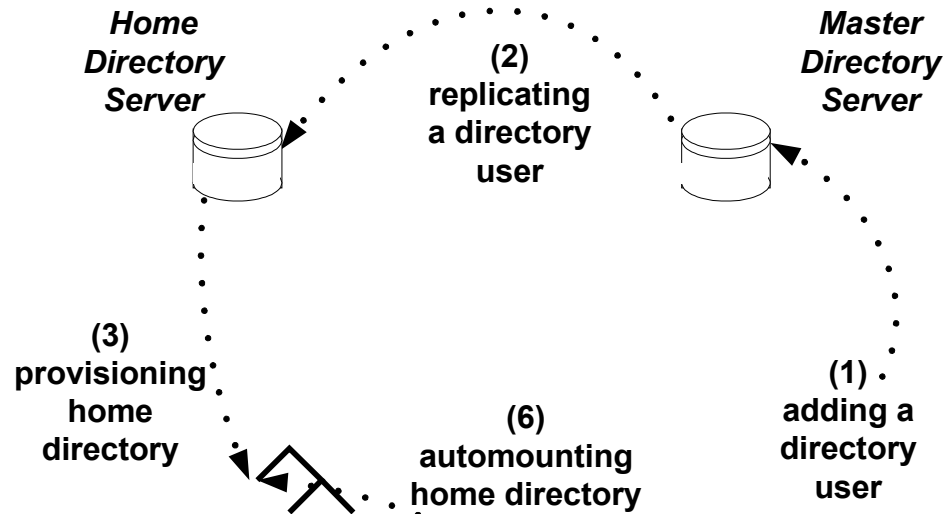 Home
Directory
Server
(2)
replicating
a directory
user
Master
Directory
Server
(3)
provisioning
home
directory
(6)
automounting
home directory
(1)
adding a
directory
user